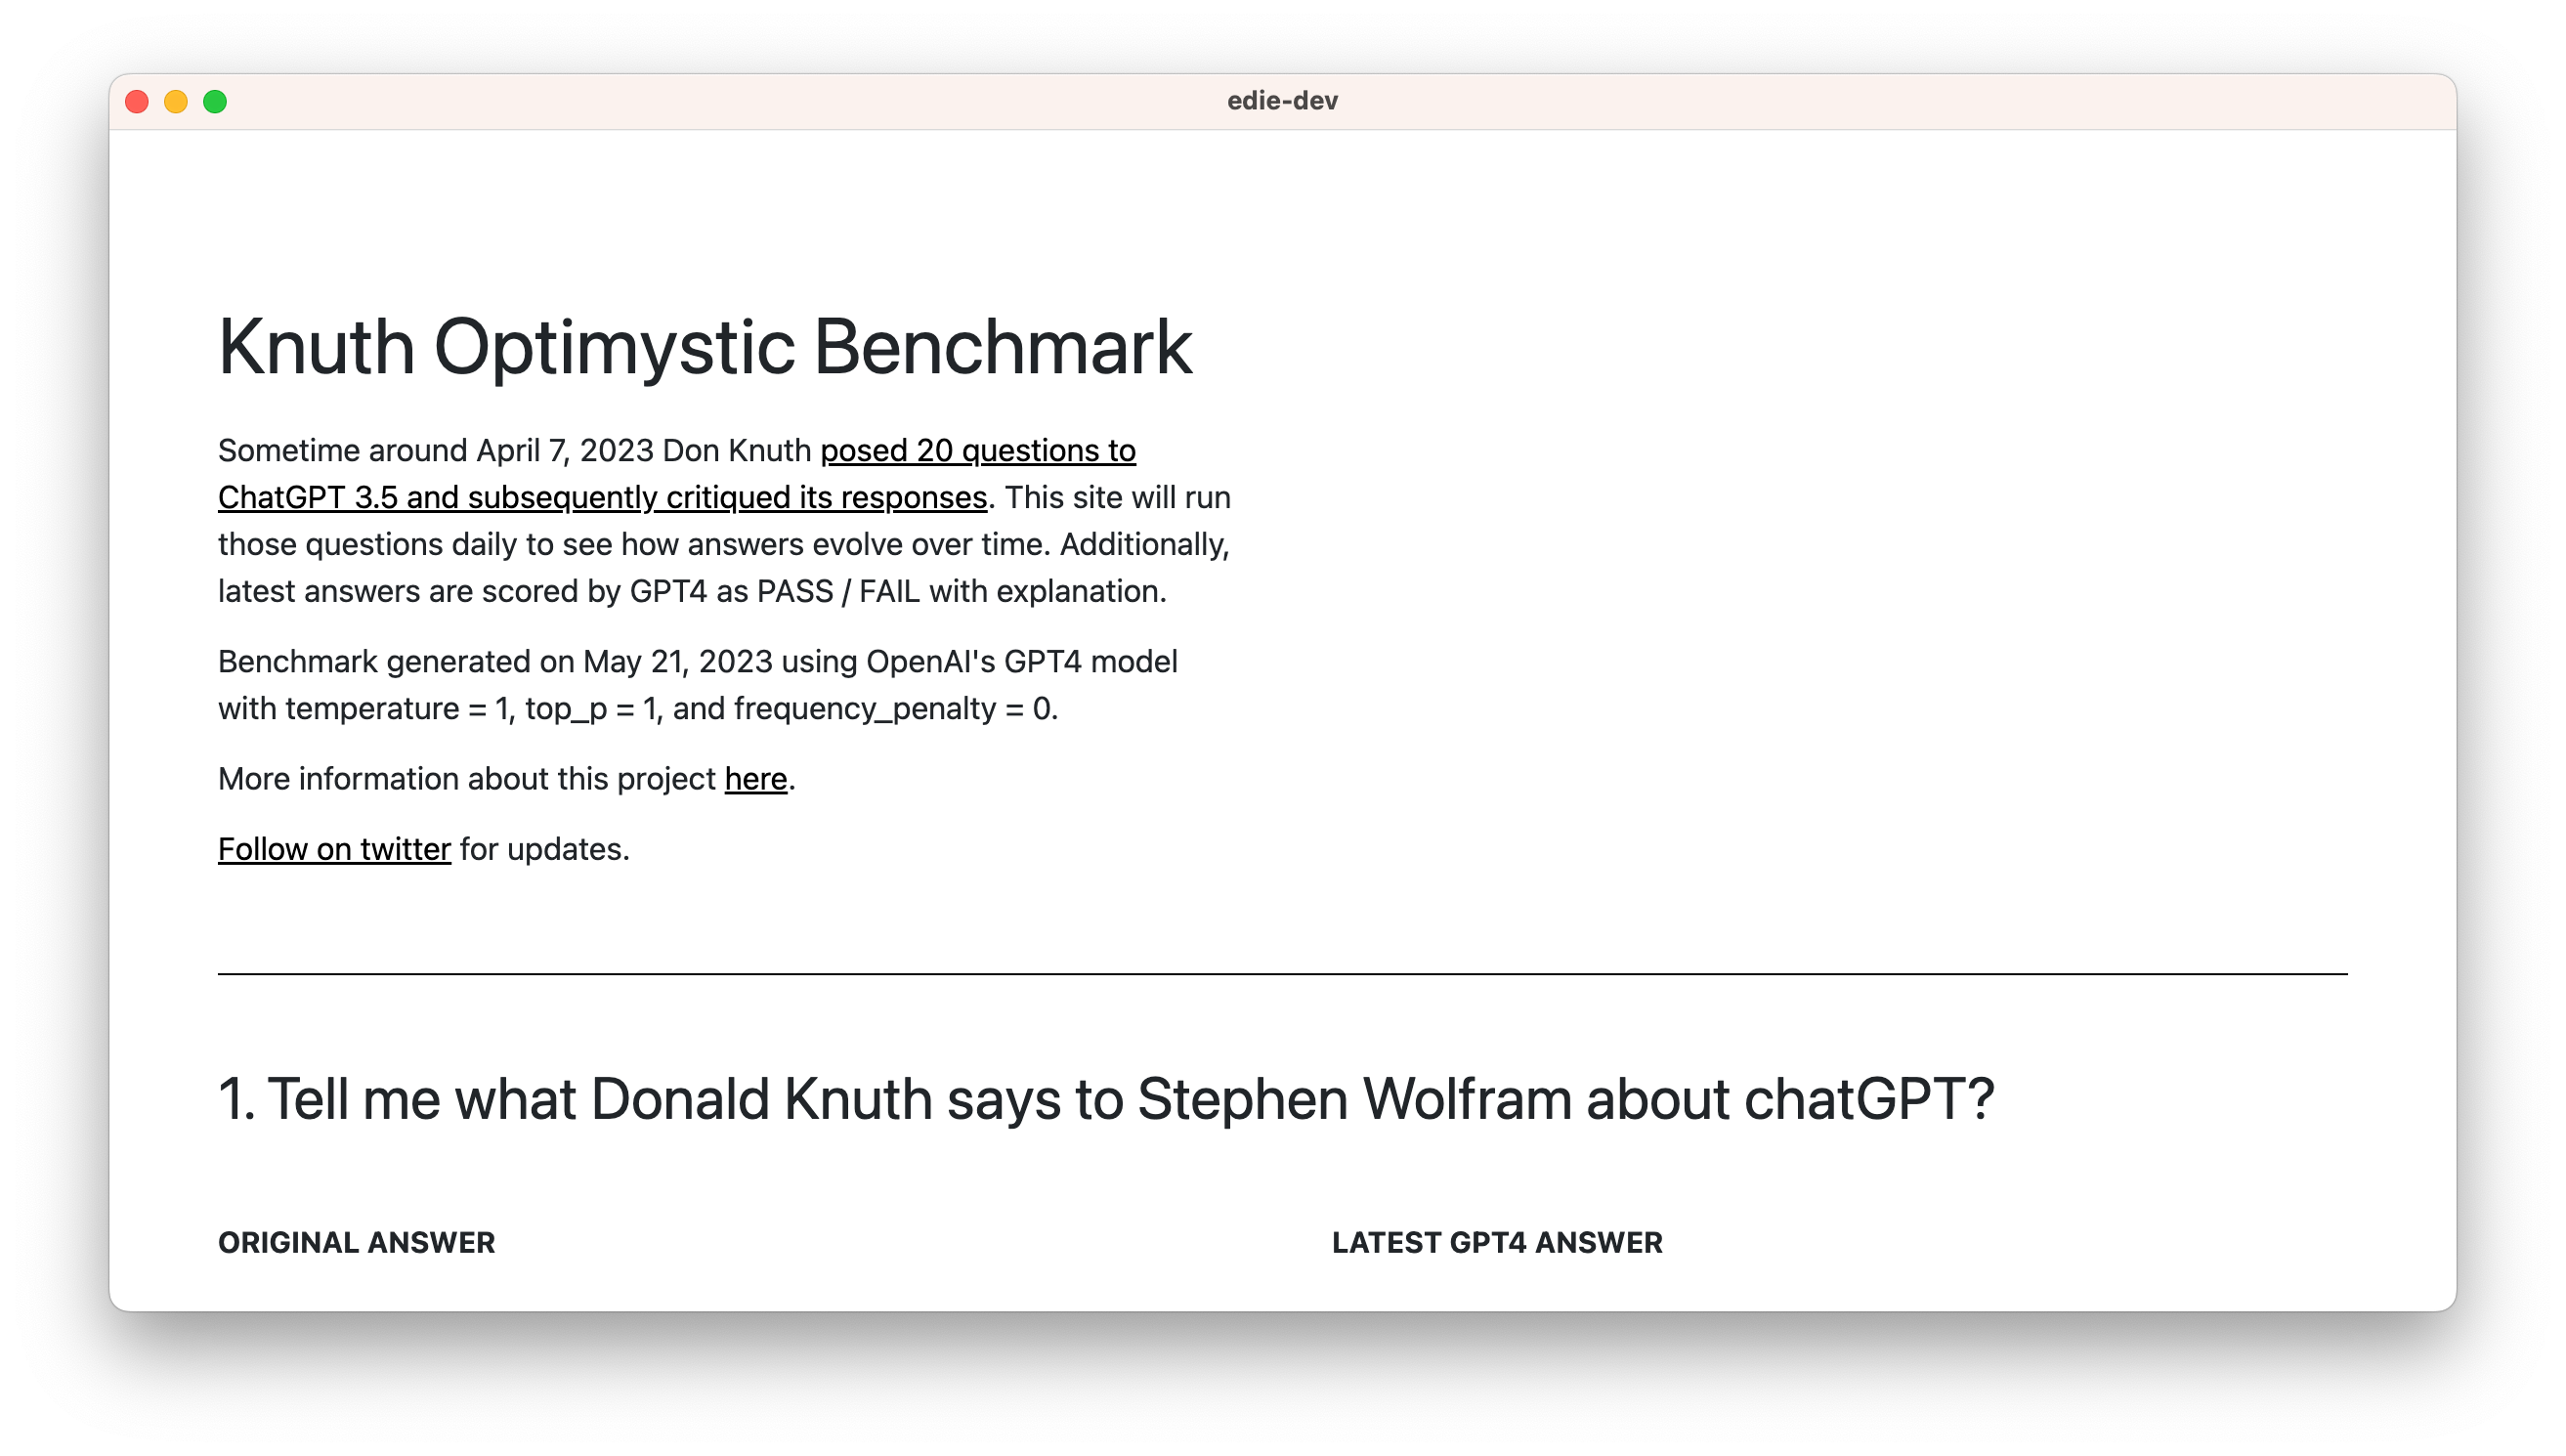 edie-dev
Knuth Optimystic Benchmark
Sometime around April 7, 2023 Don Knuth posed 20 questions to
ChatGPT 3.5 and subsequently critiqued its responses. This site will run
those questions daily to see how answers evolve over time. Additionally,
latest answers are scored by GPT4 as PASS / FAIL with explanation.
Benchmark generated on May 21, 2023 using OpenAI's GPT4 model
with temperature = 1, top_p = 1, and frequency_penalty = 0.
More information about this project here.
Follow on twitter for updates.
1. Tell me what Donald Knuth says to Stephen Wolfram about chatGPT?
ORIGINAL ANSWER
LATEST GPT4 ANSWER